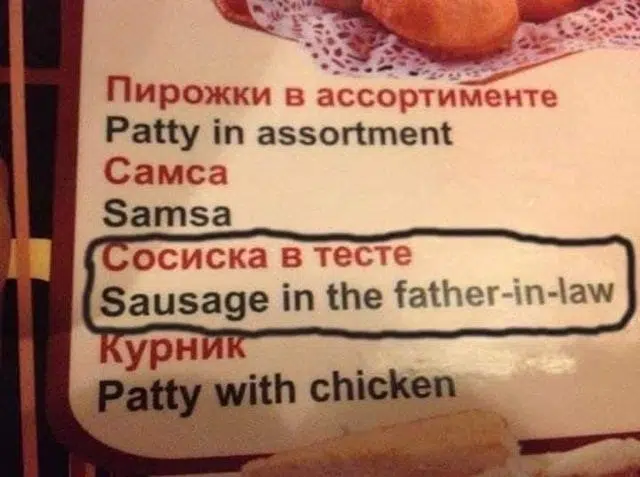 Пирожки в ассортименте
Patty in assortment
Самса
Samsa
Сосиска в тесте
Sausage in the father-in-law
Курник
Patty with chicken